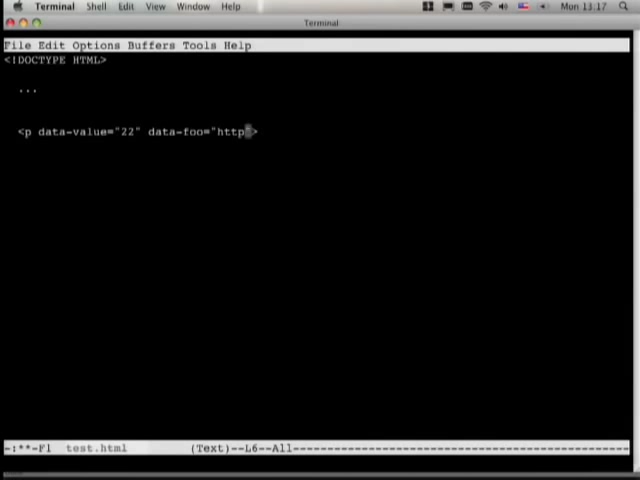 Terminal Shell Edit View Window Help Mon 13.17
Terminal
File Edit Options Buffers Tools Help
<!DOCTYPE HTML>
...
<p data-value="22" data-foo="http">
-:**-F1 test.html (Text)--L6--All----------------------------------------------------------